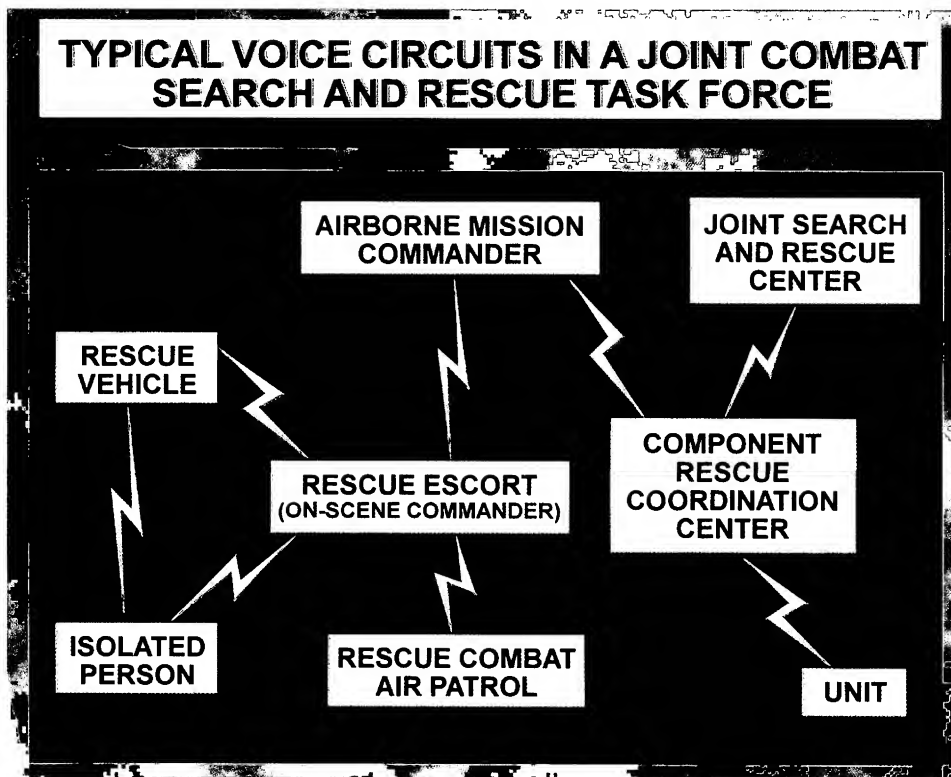 TYPICAL VOICE CIRCUITS IN A JOINT COMBAT
SEARCH AND RESCUE TASK FORCE
AIRBORNE MISSION
COMMANDER
JOINT SEARCH
AND RESCUE
CENTER
RESCUE
VEHICLE
RESCUE ESCORT
(ON-SCENE COMMANDER)
COMPONENT
RESCUE
COORDINATION
CENTER
ISOLATED
PERSON
RESCUE COMBAT
AIR PATROL
UNIT